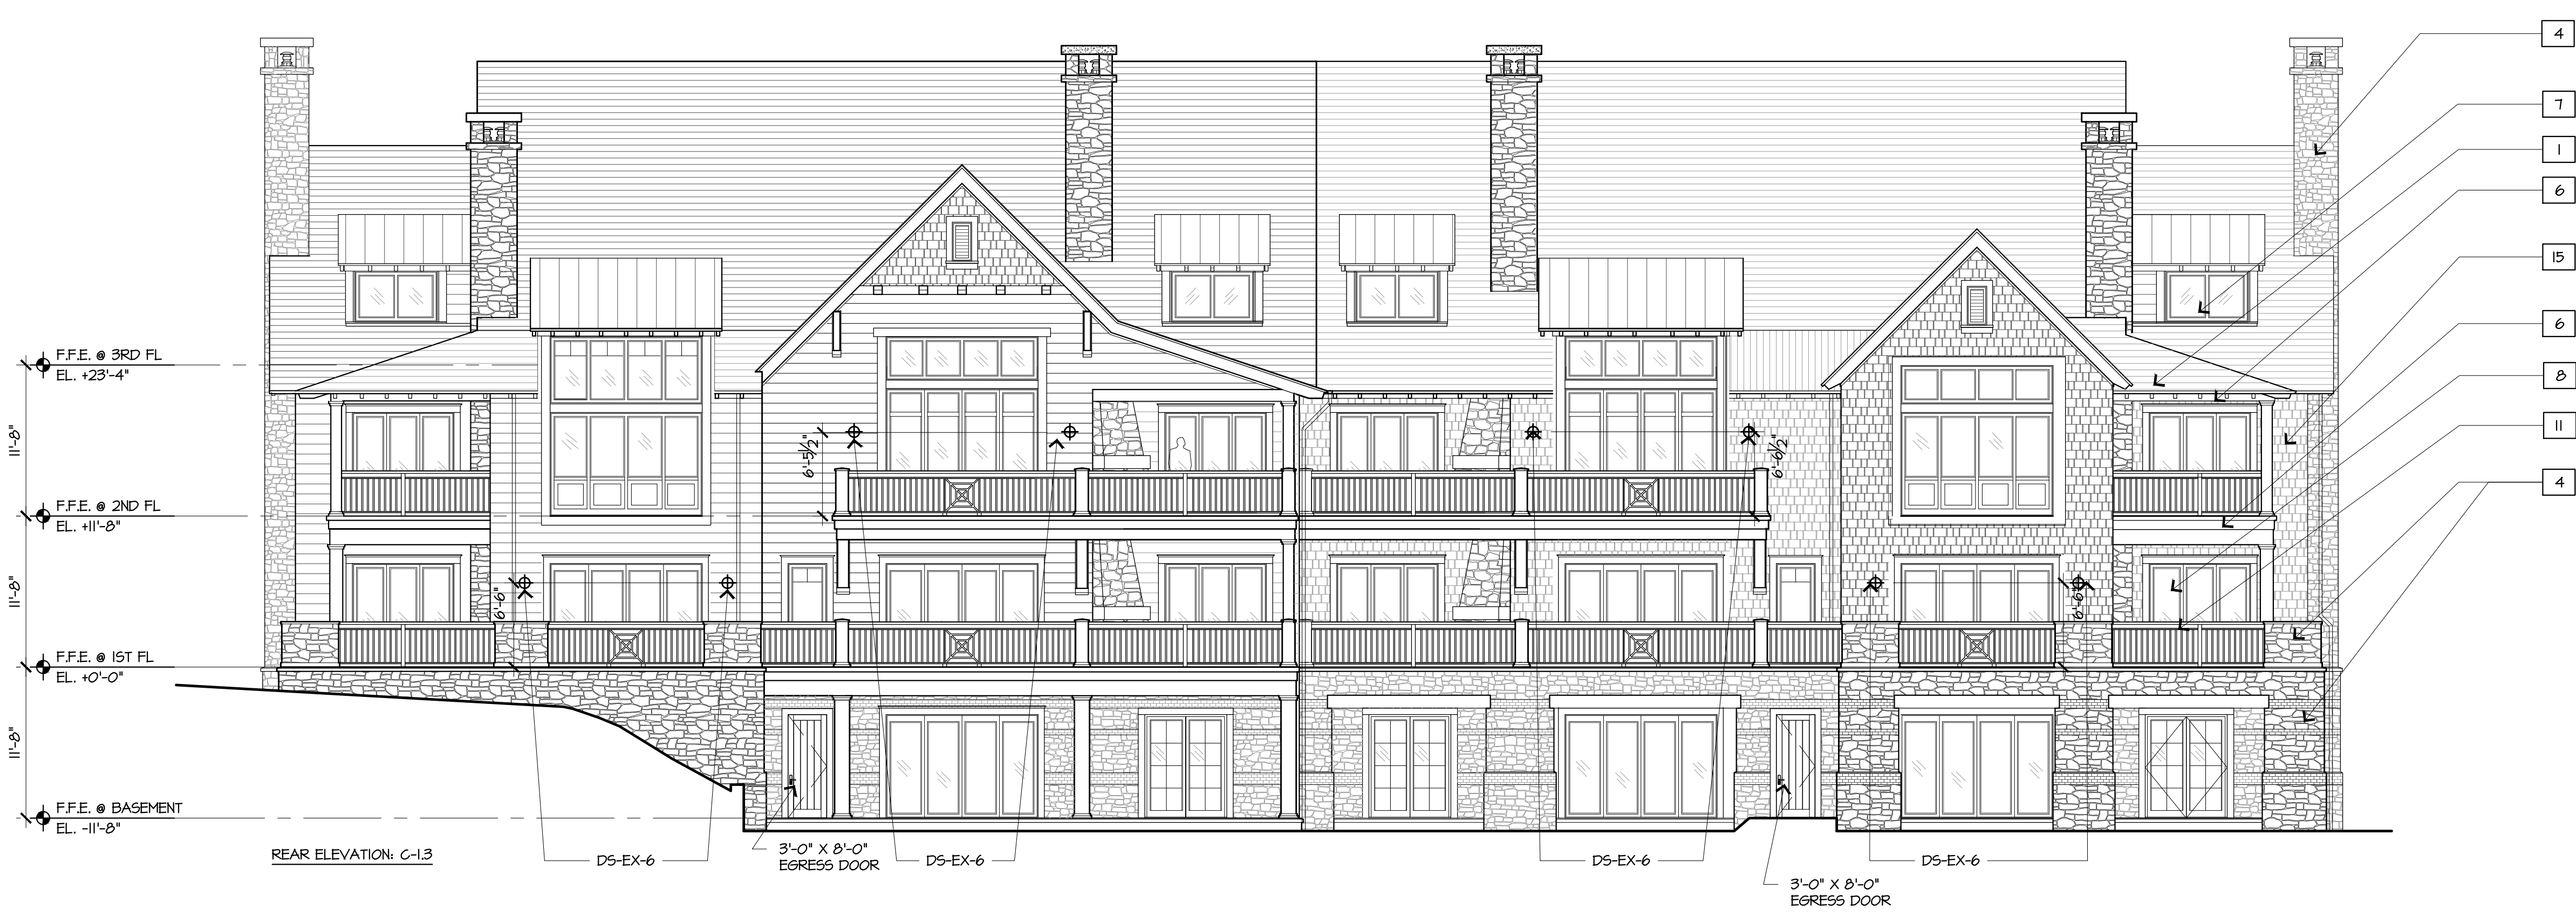 4
7
1
6
15
6
8
11
4
F.F.E. @ 3RD FL
EL. +23'-4"
11'-8"
6'-5½"
6'-6½"
F.F.E. @ 2ND FL
EL. +11'-8"
11'-8"
6'-6"
6'-6"
F.F.E. @ 1ST FL
EL. +0'-0"
11'-8"
F.F.E. @ BASEMENT
EL. -11'-8"
REAR ELEVATION: C-1.3
DS-EX-6
3'-0" X 8'-0"
EGRESS DOOR
DS-EX-6
DS-EX-6
3'-0" X 8'-0"
EGRESS DOOR
DS-EX-6